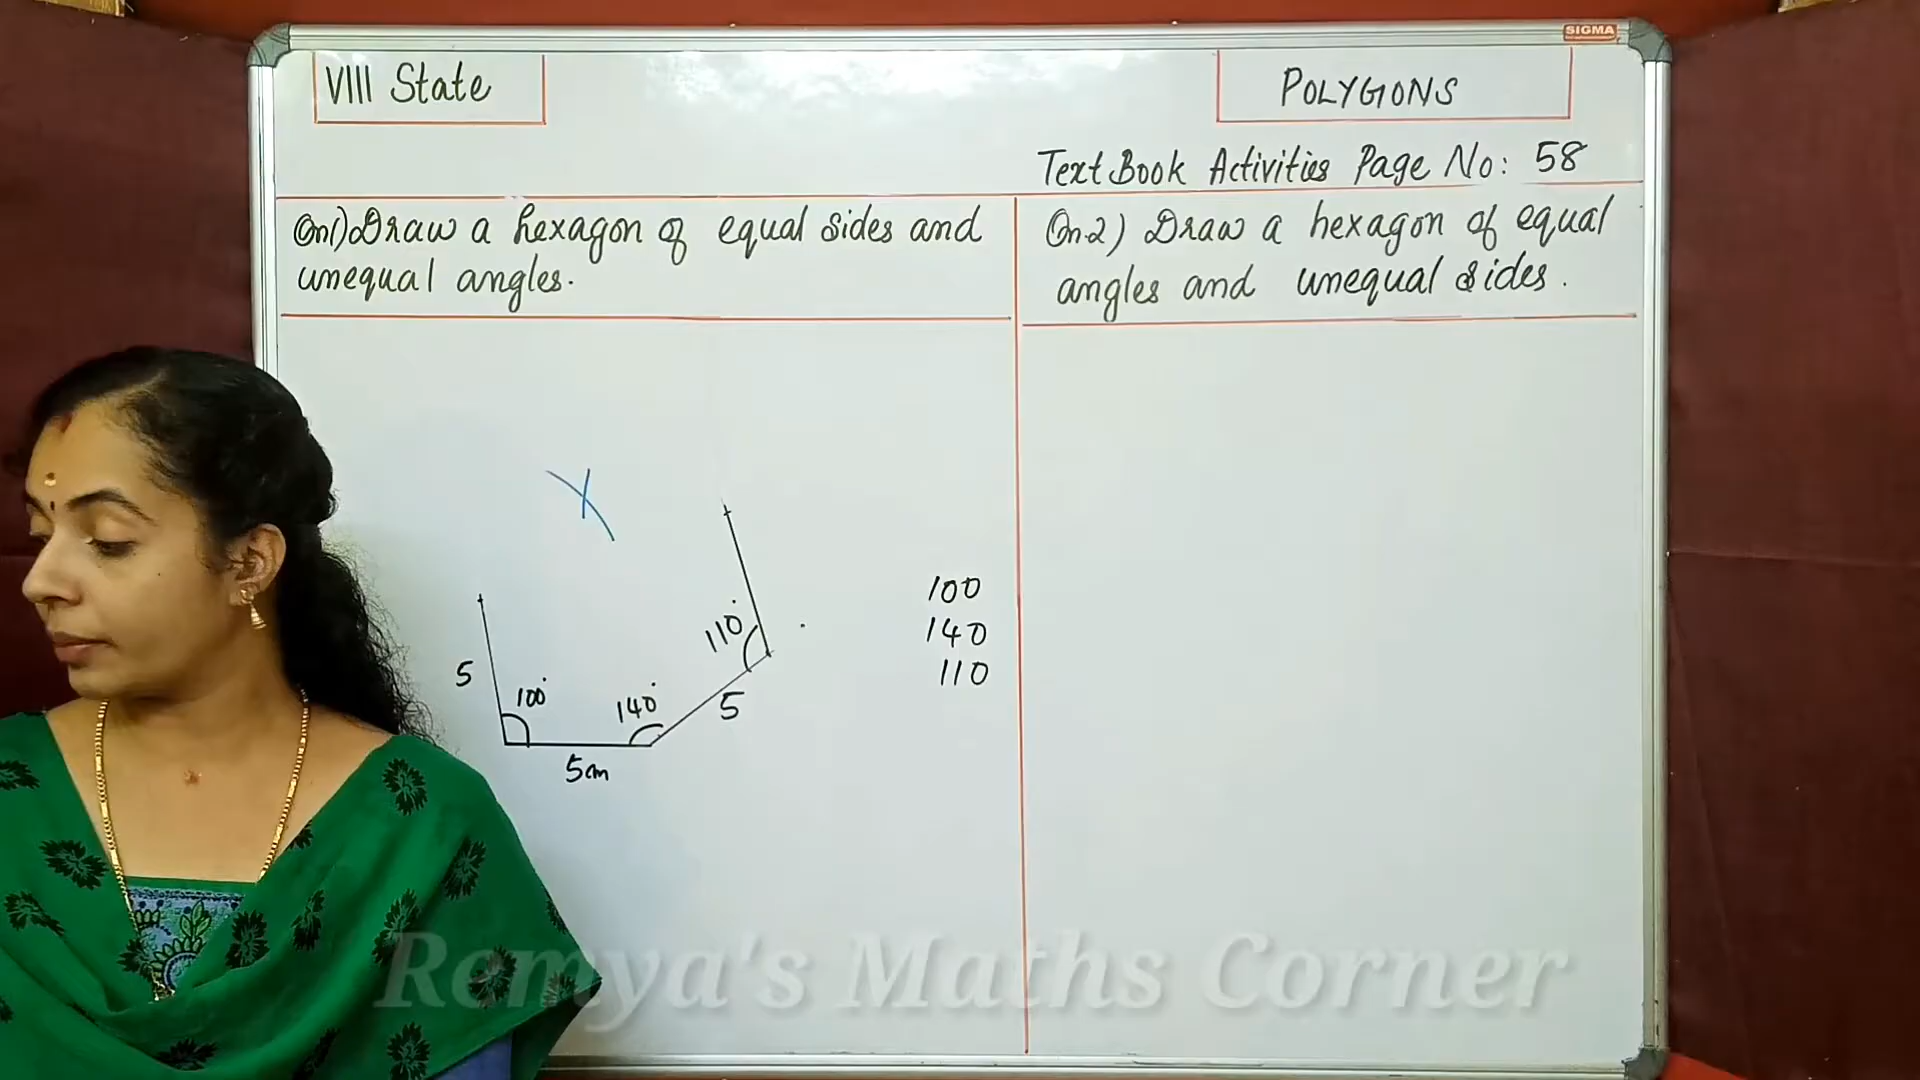 SIGMA
VIII State
POLYGONS
Text Book Activities Page No: 58
Qn1) Draw a hexagon of equal sides and
unequal angles.
Qn.2) Draw a hexagon of equal
angles and unequal sides.
100
140
110
110°
5
100°
140°
5
5cm
Remya's Maths Corner